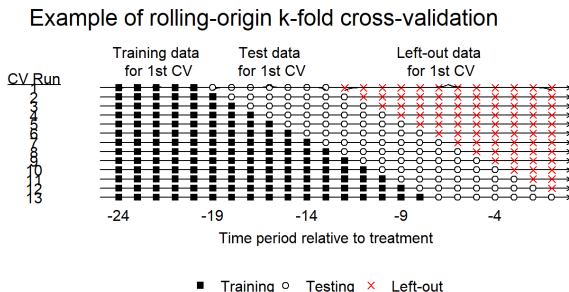 Example of rolling-origin k-fold cross-validation
Training data
for 1st CV
Test data
for 1st CV
Left-out data
for 1st CV
CV Run
1
2
3
4
5
6
7
8
9
10
11
12
13
-24 -19 -14 -9 -4
Time period relative to treatment
Training Testing Left-out